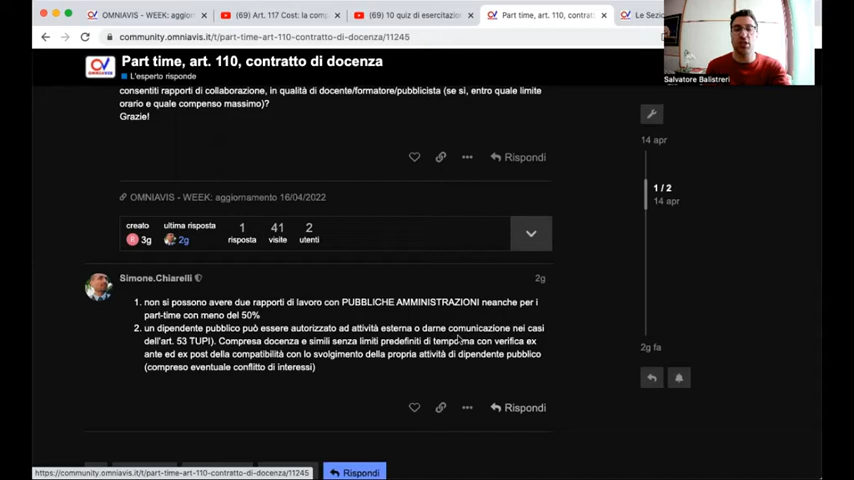 OMNIAVIS - WEEK: aggiorn
(69) Art. 117 Cost: la comp
(69) 10 quiz di esercitazione
Part time, art. 110, contratt
Le Sezio
community.omniavis.it/t/part-time-art-110-contratto-di-docenza/11245
Salvatore Balistreri
OMNIAVIS
Part time, art. 110, contratto di docenza
L'esperto risponde
consentiti rapporti di collaborazione, in qualità di docente/formatore/pubblicista (se sì, entro quale limite
orario e quale compenso massimo)?
Grazie!
Rispondi
14 apr
1 / 2
14 apr
OMNIAVIS - WEEK: aggiornamento 16/04/2022
creato
R 3g
ultima risposta
2g
1
risposta
41
visite
2
utenti
Simone.Chiarelli
2g
1. non si possono avere due rapporti di lavoro con PUBBLICHE AMMINISTRAZIONI neanche per i
part-time con meno del 50%
2. un dipendente pubblico può essere autorizzato ad attività esterna o darne comunicazione nei casi
dell'art. 53 TUPI). Compresa docenza e simili senza limiti predefiniti di tempo ma con verifica ex
ante ed ex post della compatibilità con lo svolgimento della propria attività di dipendente pubblico
(compreso eventuale conflitto di interessi)
2g fa
Rispondi
Rispondi
https://community.omniavis.it/t/part-time-art-110-contratto-di-docenza/11245